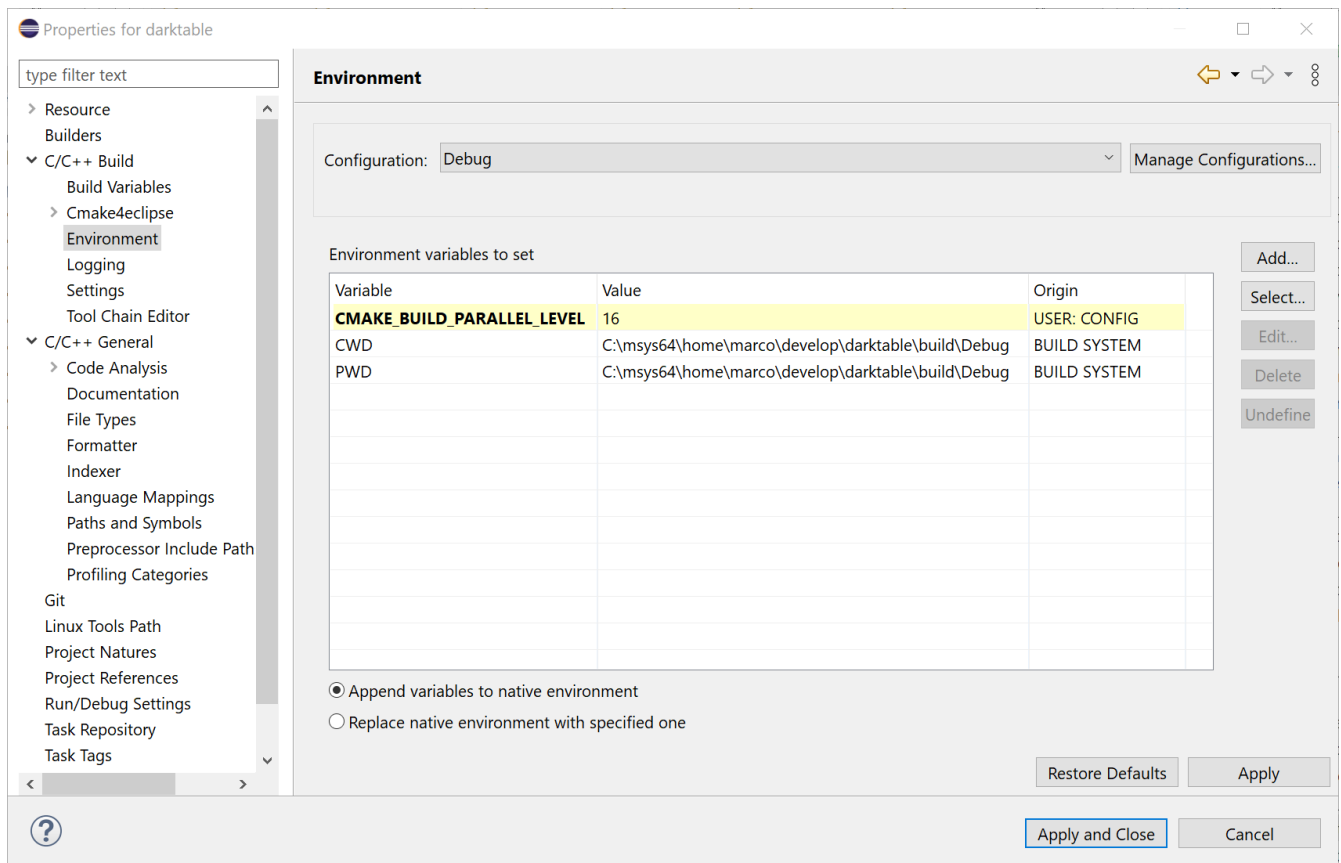 Properties for darktable
type filter text
Resource
Builders
C/C++ Build
Build Variables
Cmake4eclipse
Environment
Logging
Settings
Tool Chain Editor
C/C++ General
Code Analysis
Documentation
File Types
Formatter
Indexer
Language Mappings
Paths and Symbols
Preprocessor Include Path
Profiling Categories
Git
Linux Tools Path
Project Natures
Project References
Run/Debug Settings
Task Repository
Task Tags
Environment
Configuration: Debug Manage Configurations...
Environment variables to set
Variable Value Origin
CMAKE_BUILD_PARALLEL_LEVEL 16 USER: CONFIG
CWD C:\msys64\home\marco\develop\darktable\build\Debug BUILD SYSTEM
PWD C:\msys64\home\marco\develop\darktable\build\Debug BUILD SYSTEM
Add...
Select...
Edit...
Delete
Undefine
Append variables to native environment
Replace native environment with specified one
Restore Defaults Apply
? Apply and Close Cancel